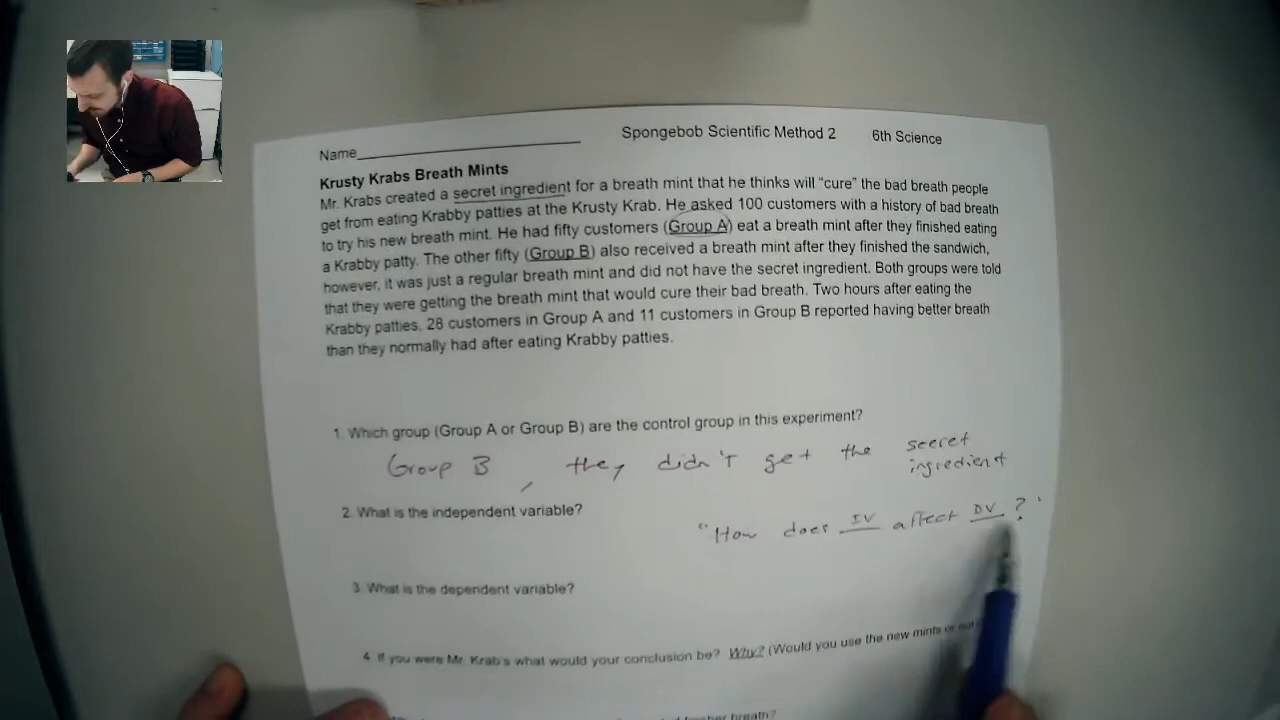 Name
Spongebob Scientific Method 2 6th Science
Krusty Krabs Breath Mints
Mr. Krabs created a secret ingredient for a breath mint that he thinks will “cure” the bad breath people
get from eating Krabby patties at the Krusty Krab. He asked 100 customers with a history of bad breath
to try his new breath mint. He had fifty customers (Group A) eat a breath mint after they finished eating
a Krabby patty. The other fifty (Group B) also received a breath mint after they finished the sandwich,
however, it was just a regular breath mint and did not have the secret ingredient. Both groups were told
that they were getting the breath mint that would cure their bad breath. Two hours after eating the
Krabby patties, 28 customers in Group A and 11 customers in Group B reported having better breath
than they normally had after eating Krabby patties.
1. Which group (Group A or Group B) are the control group in this experiment?
Group B, they didn't get the secret
ingredient
2. What is the independent variable?
"How does IV affect DV ?"
3. What is the dependent variable?
4. If you were Mr. Krab's what would your conclusion be? Why? (Would you use the new mints or
breath?